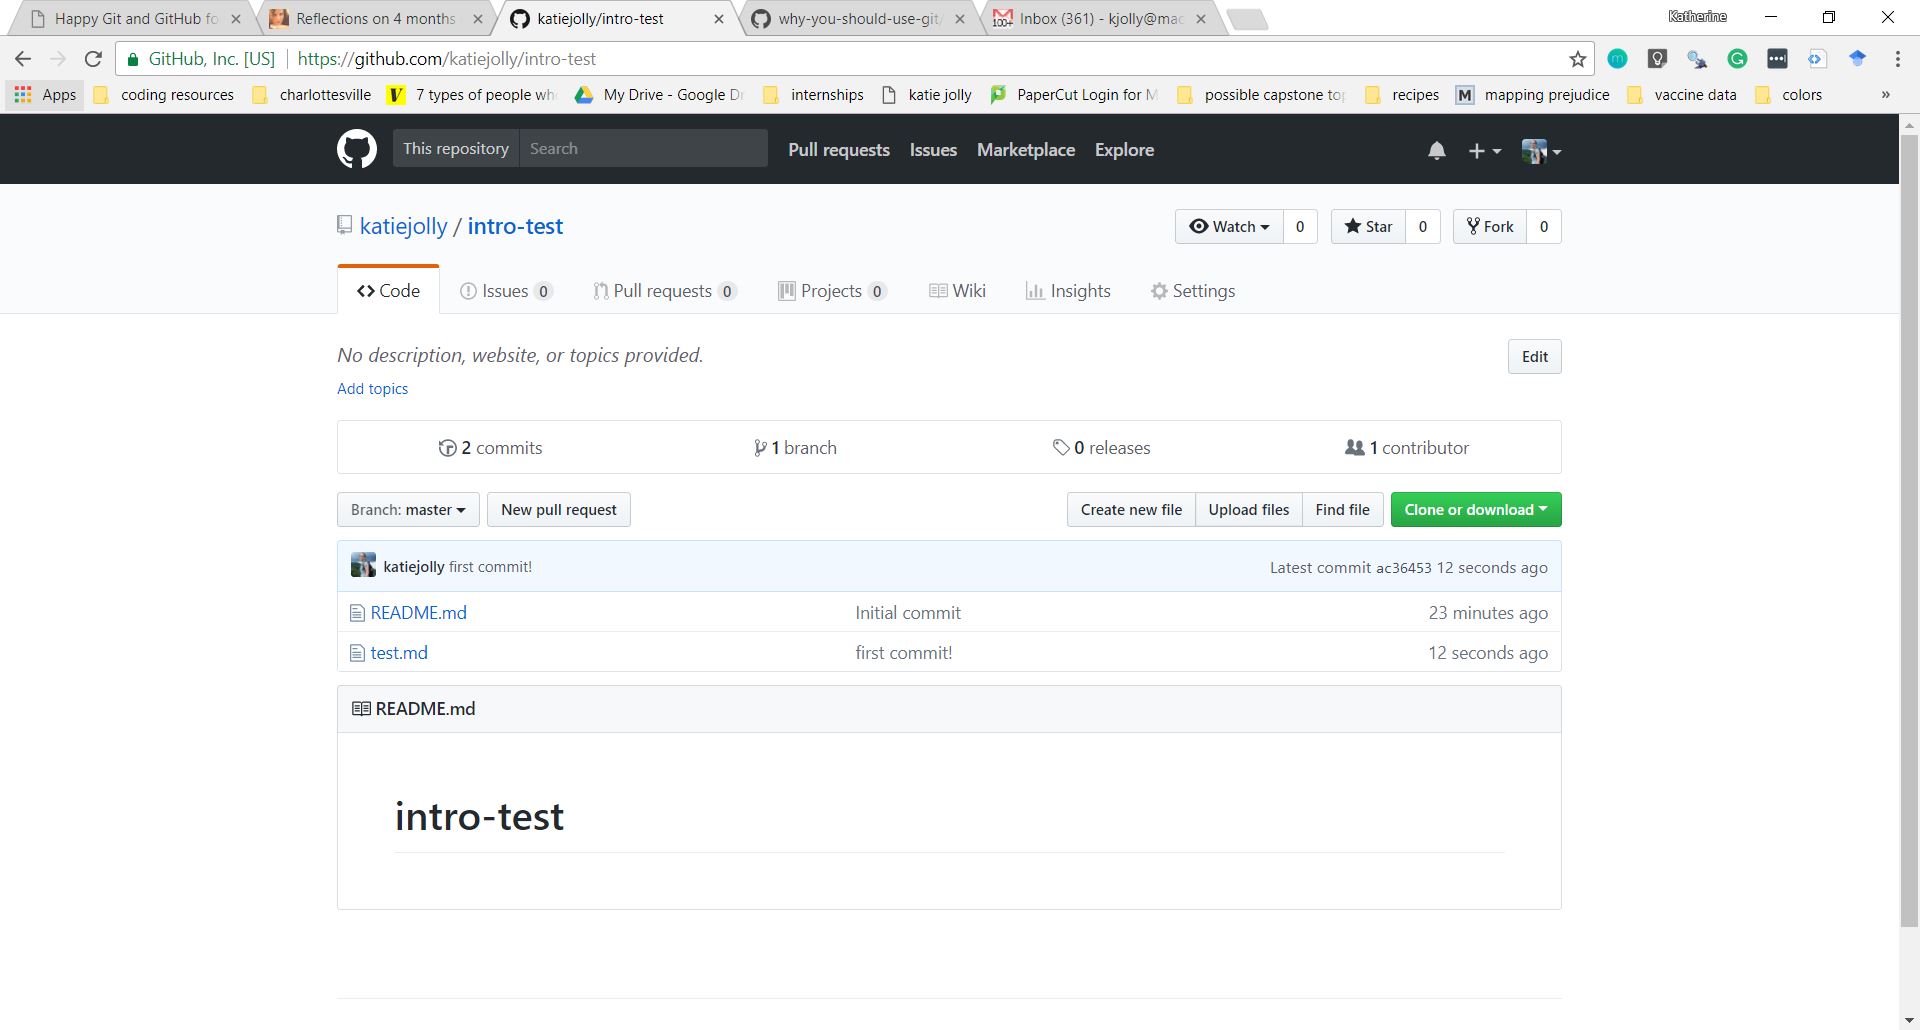 Happy Git and GitHub fo
Reflections on 4 months
katiejolly/intro-test
why-you-should-use-git/
Inbox (361) - kjolly@mac
Katherine
GitHub, Inc. [US] https://github.com/katiejolly/intro-test
Apps coding resources charlottesville 7 types of people wh My Drive - Google Dr internships katie jolly PaperCut Login for M possible capstone top recipes M mapping prejudice vaccine data colors »
This repository Search Pull requests Issues Marketplace Explore
katiejolly / intro-test
Watch 0 Star 0 Fork 0
Code Issues 0 Pull requests 0 Projects 0 Wiki Insights Settings
No description, website, or topics provided. Edit
Add topics
2 commits 1 branch 0 releases 1 contributor
Branch: master New pull request Create new file Upload files Find file Clone or download
katiejolly first commit! Latest commit ac36453 12 seconds ago
README.md Initial commit 23 minutes ago
test.md first commit! 12 seconds ago
README.md
intro-test